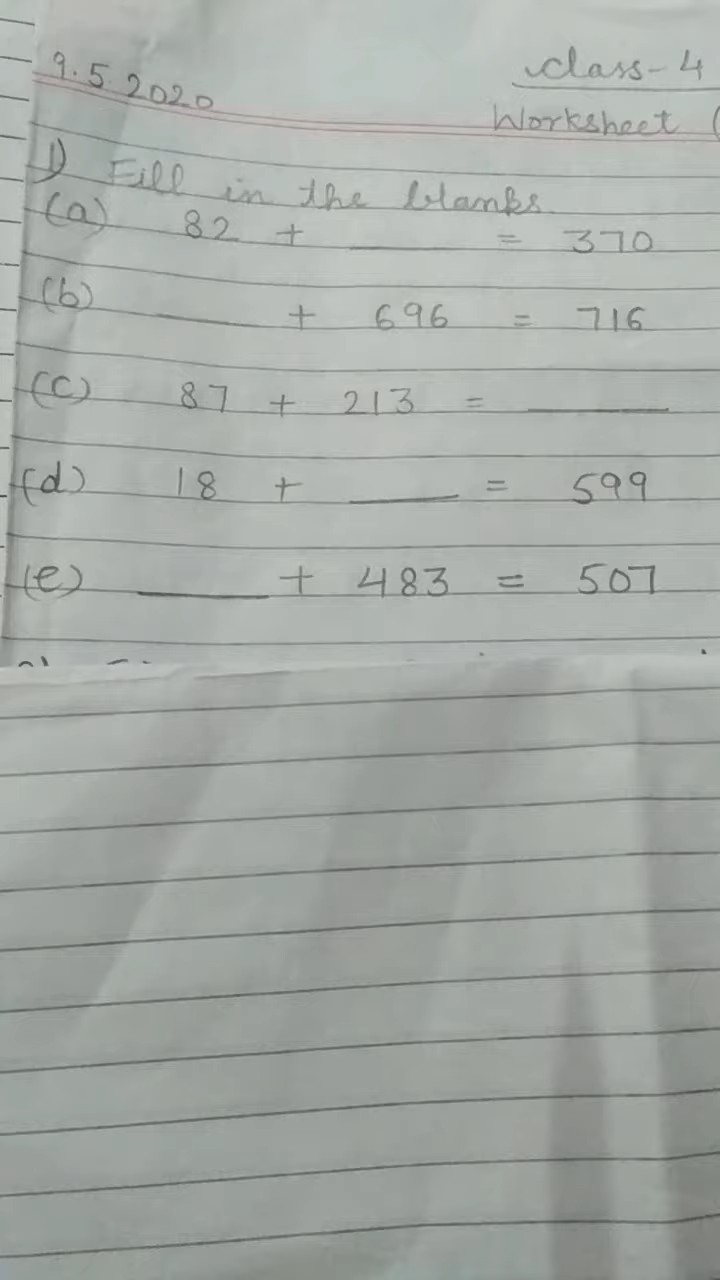 9.5.2020
Class-4
Worksheet (
1) Fill in the blanks
(a) 82 + ____ = 370
(b) ____ + 696 = 716
(c) 87 + 213 = ____
(d) 18 + ____ = 599
(e) ____ + 483 = 507